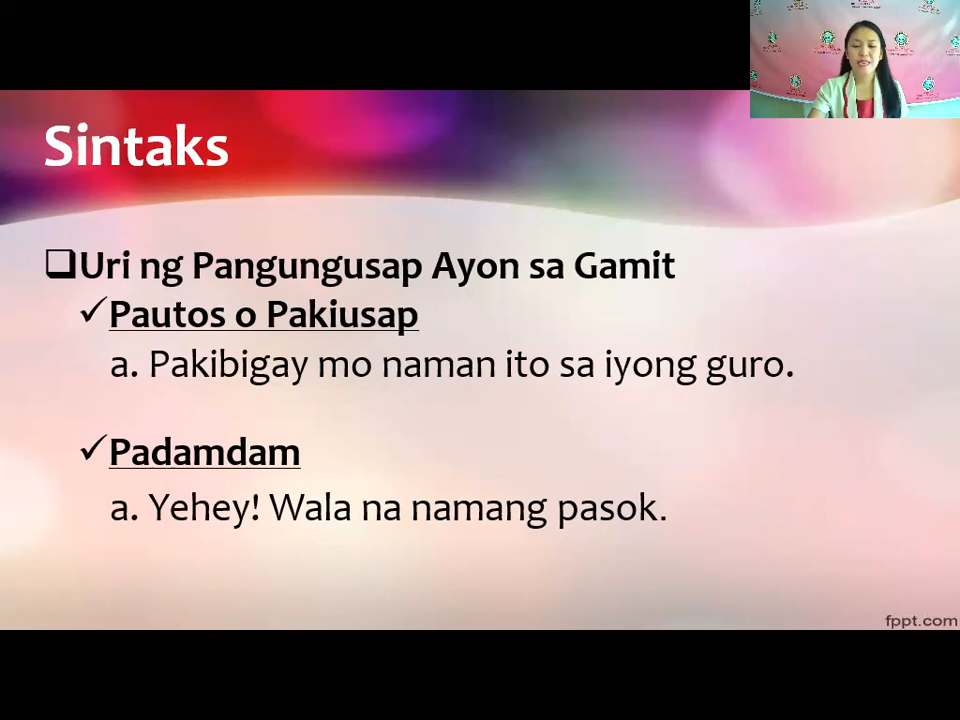 Sintaks
Uri ng Pangungusap Ayon sa Gamit
Pautos o Pakiusap
a. Pakibigay mo naman ito sa iyong guro.
Padamdam
a. Yehey! Wala na namang pasok.
fppt.com